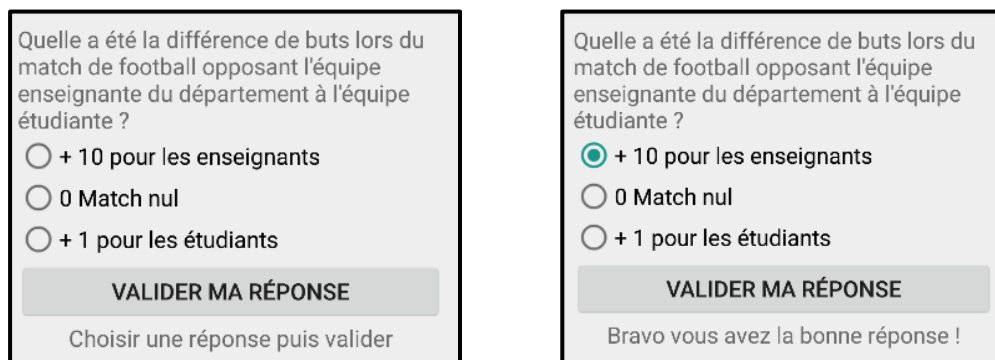 Quelle a été la différence de buts lors du
match de football opposant l'équipe
enseignante du département à l'équipe
étudiante ?
+ 10 pour les enseignants
0 Match nul
+ 1 pour les étudiants
VALIDER MA RÉPONSE
Choisir une réponse puis valider
Quelle a été la différence de buts lors du
match de football opposant l'équipe
enseignante du département à l'équipe
étudiante ?
+ 10 pour les enseignants
0 Match nul
+ 1 pour les étudiants
VALIDER MA RÉPONSE
Bravo vous avez la bonne réponse !